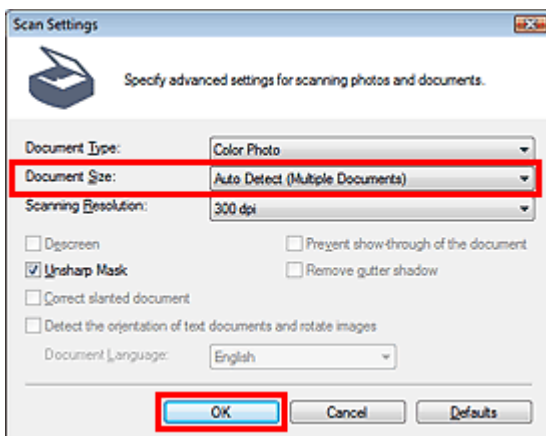 Scan Settings
Specify advanced settings for scanning photos and documents.
Document Type: Color Photo
Document Size: Auto Detect (Multiple Documents)
Scanning Resolution: 300 dpi
Descreen Prevent show-through of the document
Unsharp Mask Remove gutter shadow
Correct slanted document
Detect the orientation of text documents and rotate images
Document Language: English
OK Cancel Defaults